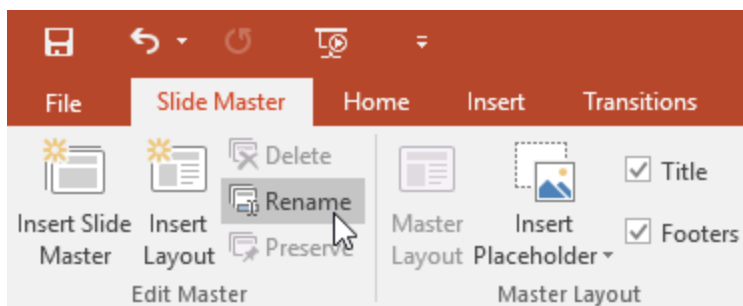 File Slide Master Home Insert Transitions
Insert Slide Master
Insert Layout
Delete
Rename
Preserve
Master Layout
Insert Placeholder
Title
Footers
Edit Master
Master Layout